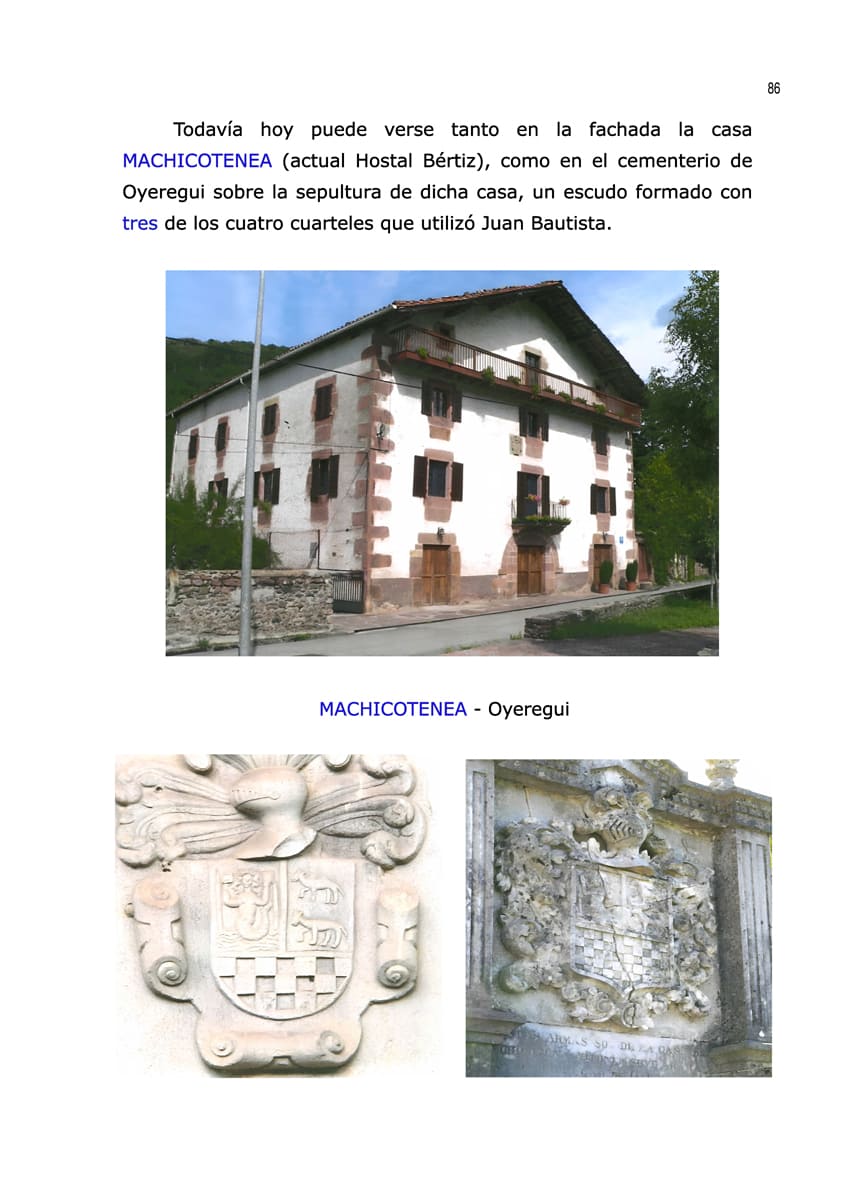 86
Todavía hoy puede verse tanto en la fachada la casa
MACHICOTENEA (actual Hostal Bértiz), como en el cementerio de
Oyeregui sobre la sepultura de dicha casa, un escudo formado con
tres de los cuatro cuarteles que utilizó Juan Bautista.
MACHICOTENEA - Oyeregui
ARMAS